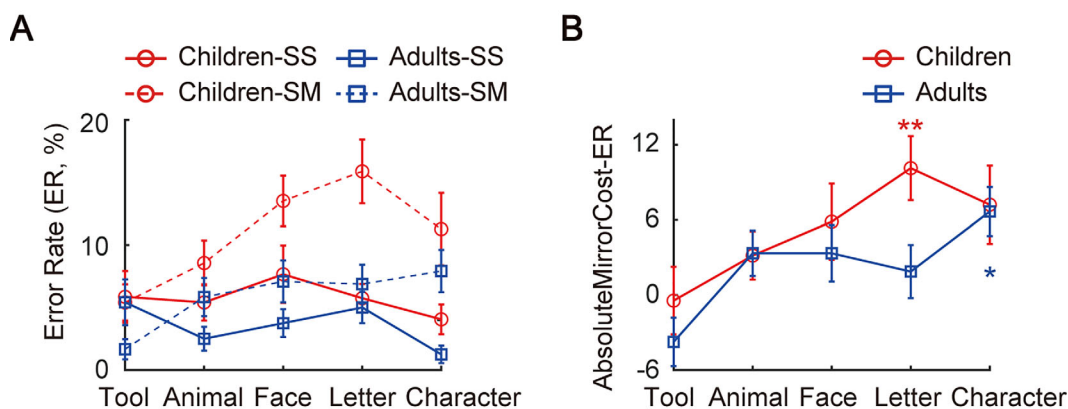 A
Children-SS Adults-SS
Children-SM Adults-SM
Error Rate (ER, %)
20
10
0
Tool Animal Face Letter Character
B
Children
Adults
AbsoluteMirrorCost-ER
12
6
0
-6
**
*
Tool Animal Face Letter Character